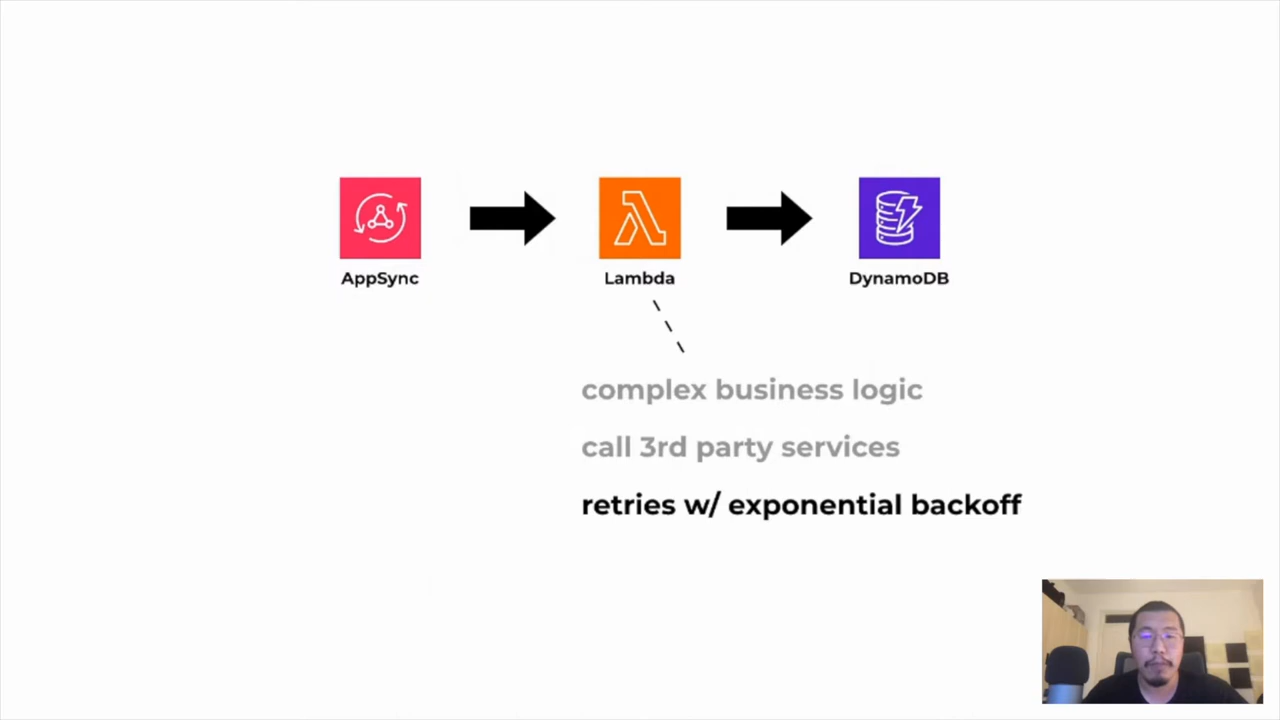 AppSync
Lambda
DynamoDB
complex business logic
call 3rd party services
retries w/ exponential backoff